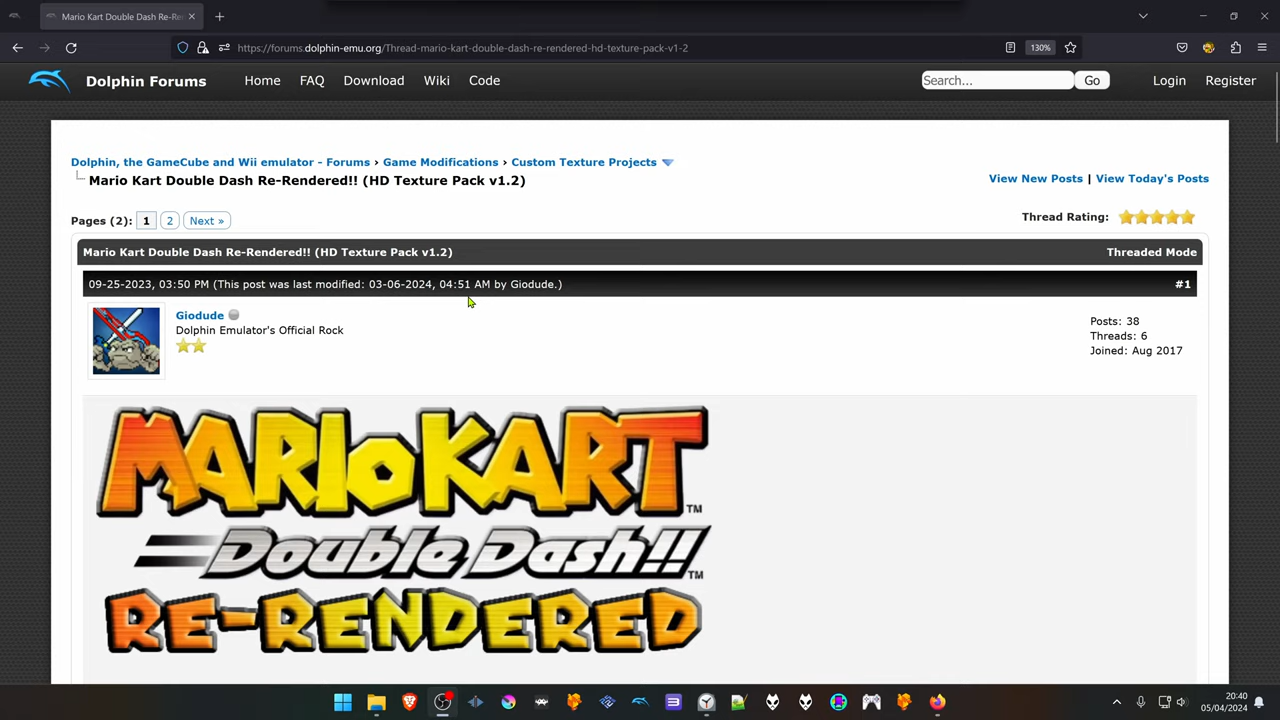 Mario Kart Double Dash Re-Re
https://forums.dolphin-emu.org/Thread-mario-kart-double-dash-re-rendered-hd-texture-pack-v1-2
130%
Dolphin Forums Home FAQ Download Wiki Code Search... Go Login Register
Dolphin, the GameCube and Wii emulator - Forums › Game Modifications › Custom Texture Projects
Mario Kart Double Dash Re-Rendered!! (HD Texture Pack v1.2)
View New Posts | View Today's Posts
Pages (2): 1 2 Next »
Thread Rating:
Mario Kart Double Dash Re-Rendered!! (HD Texture Pack v1.2) Threaded Mode
09-25-2023, 03:50 PM (This post was last modified: 03-06-2024, 04:51 AM by Giodude.) #1
Giodude
Dolphin Emulator's Official Rock
Posts: 38
Threads: 6
Joined: Aug 2017
MARIO KART TM
Double Dash!! TM
RE-RENDERED
20:40
05/04/2024